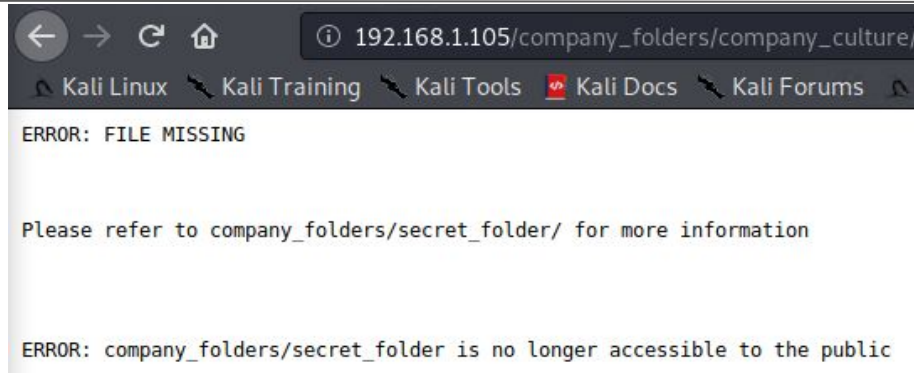 192.168.1.105/company_folders/company_culture/
Kali Linux Kali Training Kali Tools Kali Docs Kali Forums
ERROR: FILE MISSING
Please refer to company_folders/secret_folder/ for more information
ERROR: company_folders/secret_folder is no longer accessible to the public